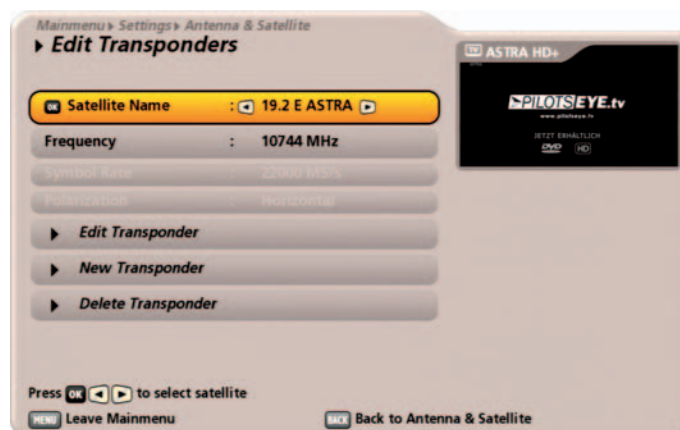 Mainmenu › Settings › Antenna & Satellite
Edit Transponders
TV ASTRA HD+
OK Satellite Name : 19.2 E ASTRA
PILOTSEYE.tv
www.pilotseye.tv
JETZT ERHÄLTLICH
DVD HD
Frequency : 10744 MHz
Symbol Rate : 22000 MS/s
Polarization : Horizontal
Edit Transponder
New Transponder
Delete Transponder
Press OK to select satellite
MENU Leave Mainmenu
BACK Back to Antenna & Satellite